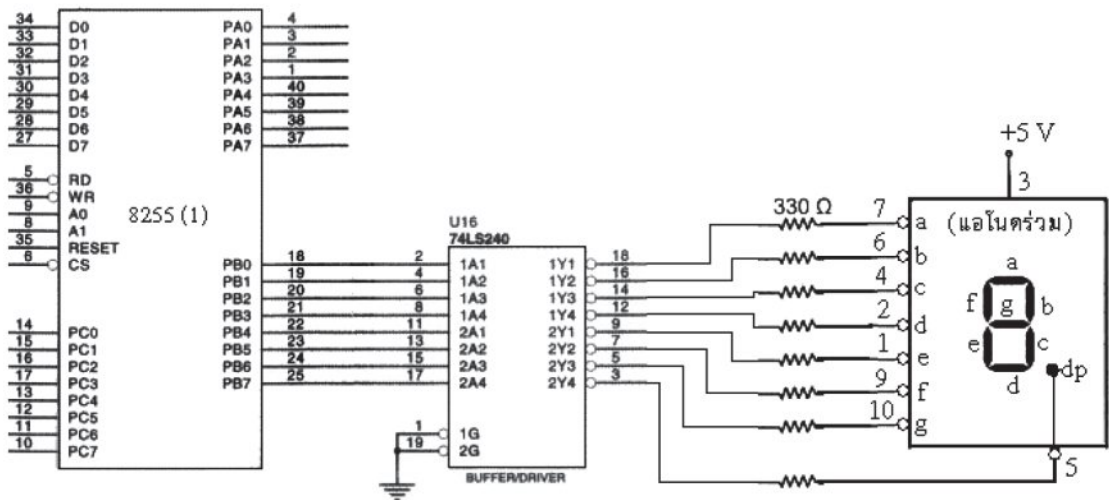 34 D0 PA0 4
33 D1 PA1 3
32 D2 PA2 2
31 D3 PA3 1
30 D4 PA4 40
29 D5 PA5 39
28 D6 PA6 38
27 D7 PA7 37
5 RD
36 WR
9 A0
8 A1
35 RESET
6 CS
8255 (1)
PB0 18
PB1 19
PB2 20
PB3 21
PB4 22
PB5 23
PB6 24
PB7 25
14 PC0
15 PC1
16 PC2
17 PC3
13 PC4
12 PC5
11 PC6
10 PC7
U16
74LS240
2 1A1 1Y1 18
4 1A2 1Y2 16
6 1A3 1Y3 14
8 1A4 1Y4 12
11 2A1 2Y1 9
13 2A2 2Y2 7
15 2A3 2Y3 5
17 2A4 2Y4 3
1 1G
19 2G
BUFFER/DRIVER
330 Ω
+5 V
3
7 a
6 b
4 c
2 d
1 e
9 f
10 g
(แอโนดร่วม)
a
f g b
e c
d
dp
5